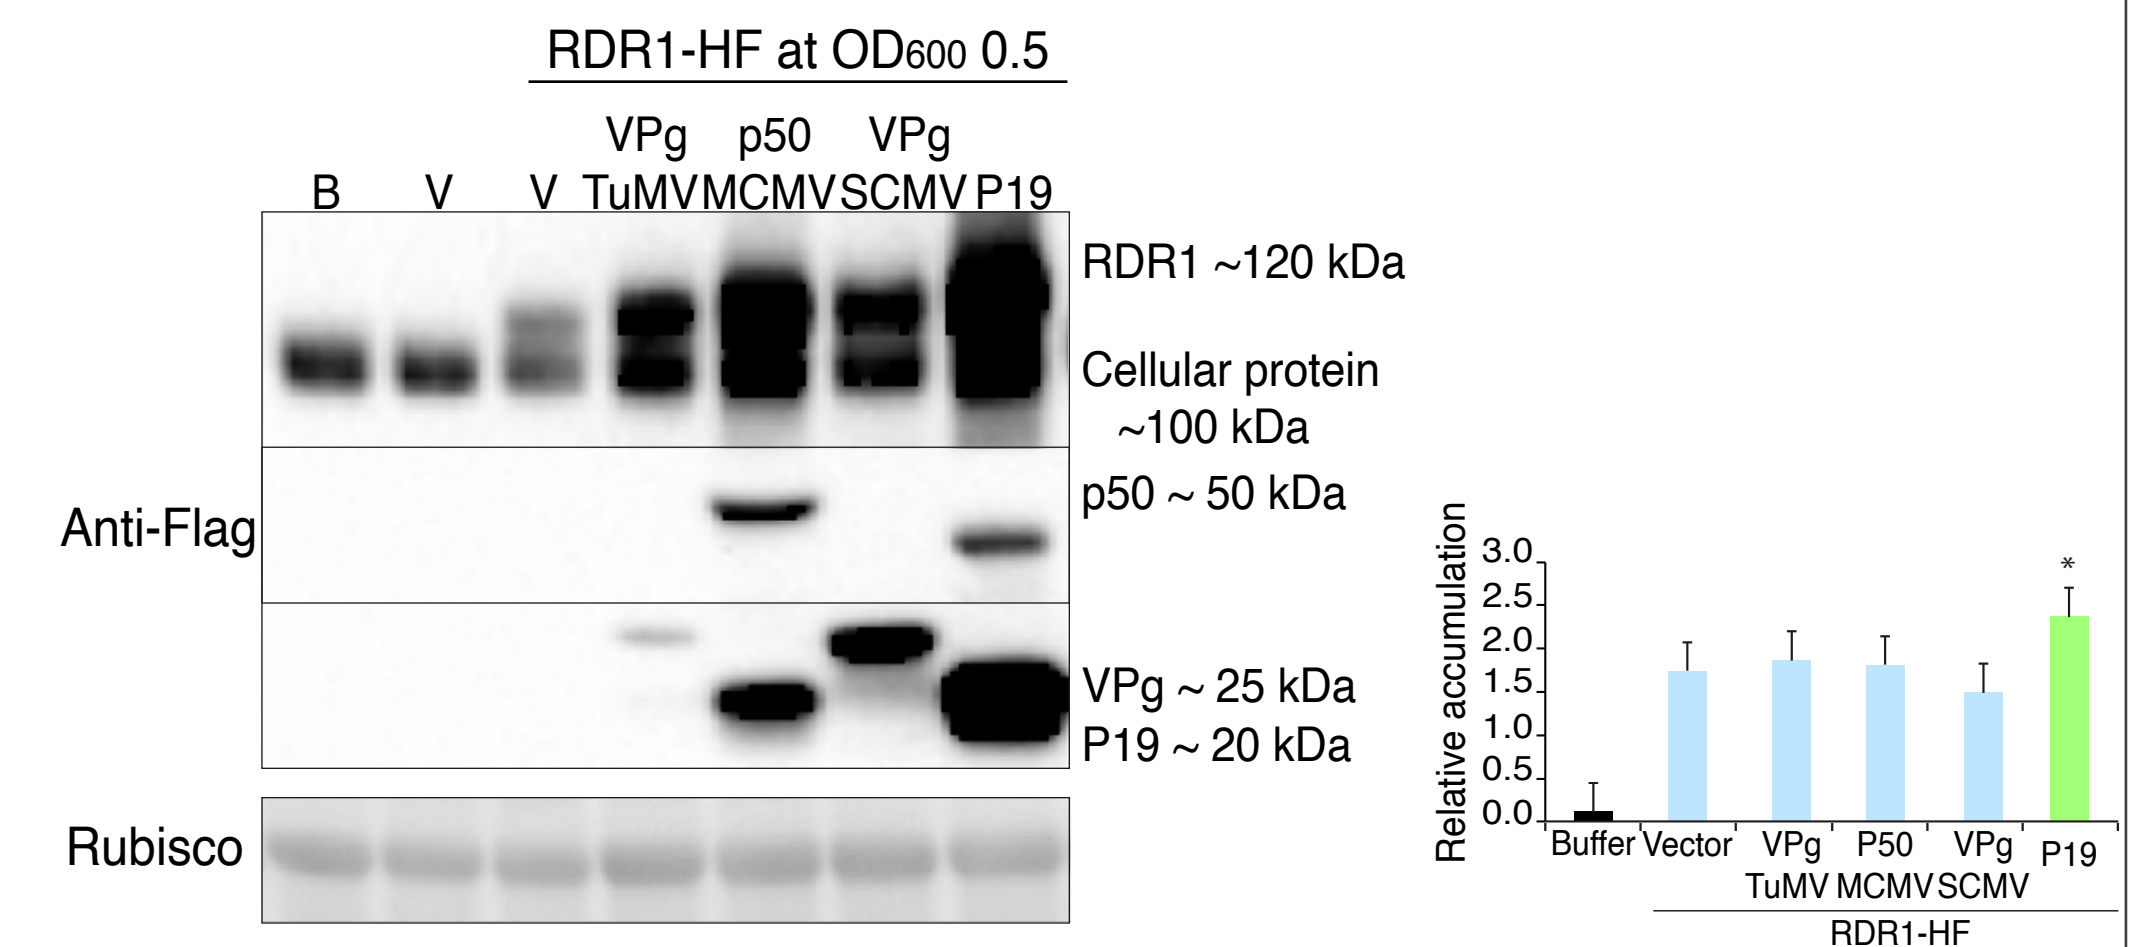 RDR1-HF at OD600 0.5
VPg p50 VPg
B V V TuMV MCMV SCMV P19
RDR1 ~120 kDa
Cellular protein
~100 kDa
Anti-Flag
p50 ~ 50 kDa
VPg ~ 25 kDa
P19 ~ 20 kDa
Rubisco
Relative accumulation
3.0
2.5
2.0
1.5
1.0
0.5
0.0
*
Buffer Vector VPg P50 VPg P19
TuMV MCMV SCMV
RDR1-HF